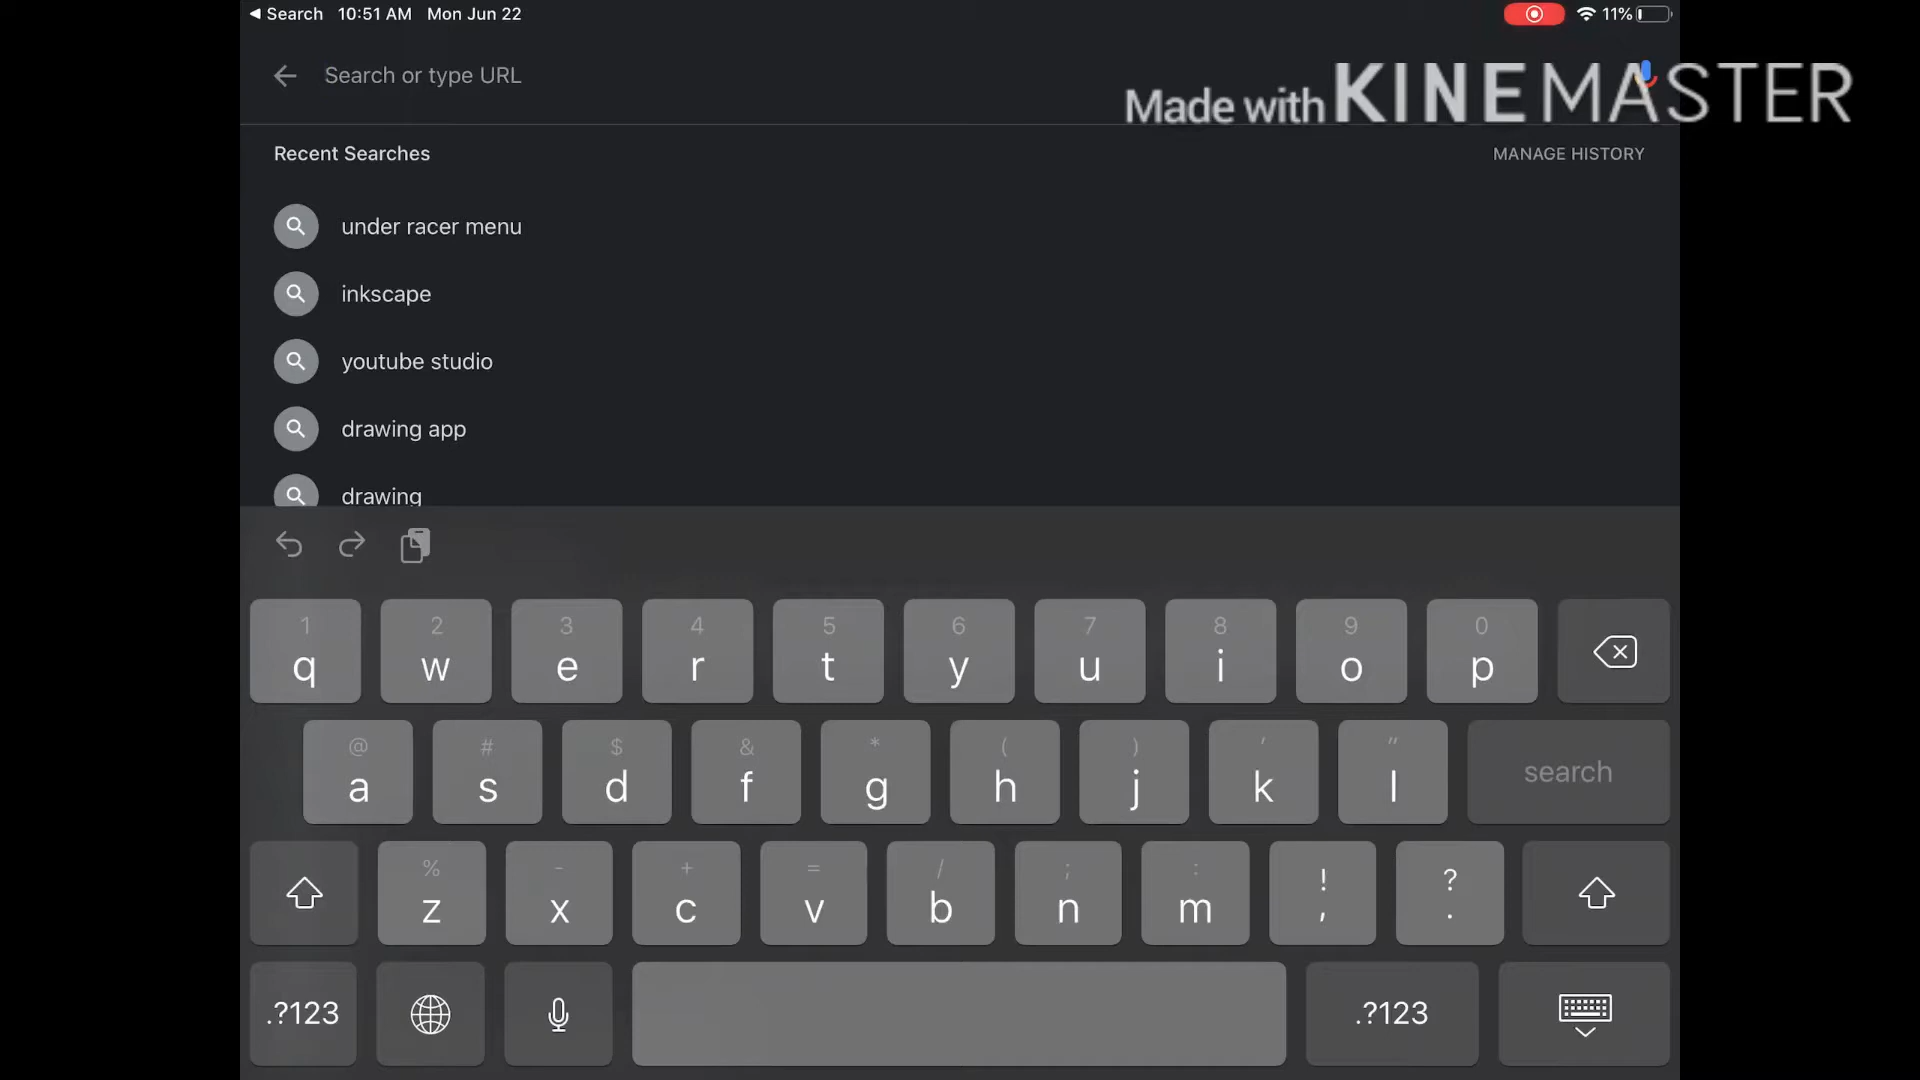 Search 10:51 AM Mon Jun 22 11%
Search or type URL
Made with KINEMASTER
Recent Searches MANAGE HISTORY
under racer menu
inkscape
youtube studio
drawing app
drawing
1 2 3 4 5 6 7 8 9 0
q w e r t y u i o p
@ # $ & * ( ) ' "
a s d f g h j k l search
% - + = / ; : ! ?
z x c v b n m , .
.?123 .?123